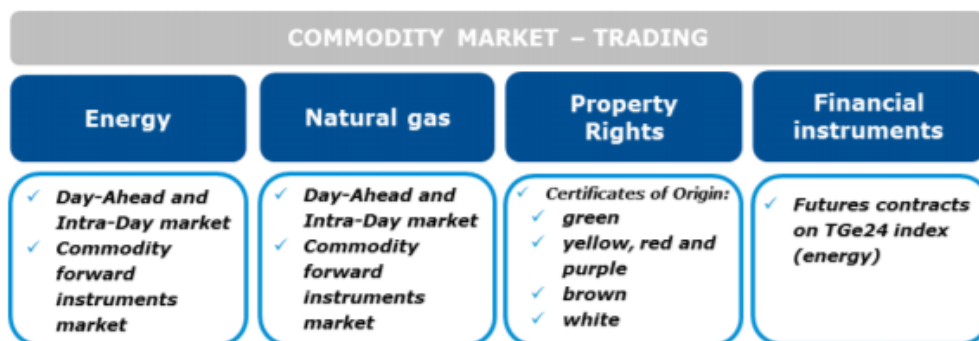 COMMODITY MARKET – TRADING
Energy
Natural gas
Property
Rights
Financial
instruments
✓ Day-Ahead and
Intra-Day market
✓ Commodity
forward
instruments
market
✓ Day-Ahead and
Intra-Day market
✓ Commodity
forward
instruments
market
✓ Certificates of Origin:
✓ green
✓ yellow, red and
purple
✓ brown
✓ white
✓ Futures contracts
on TGe24 index
(energy)